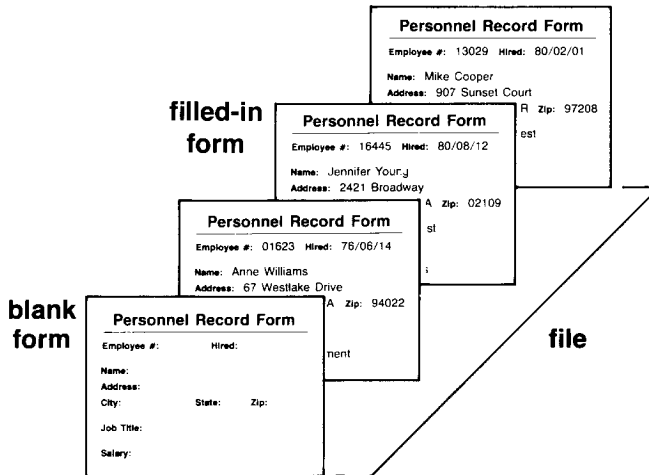 Personnel Record Form
Employee #: 13029 Hired: 80/02/01
Name: Mike Cooper
Address: 907 Sunset Court
R Zip: 97208
est
filled-in
form
Personnel Record Form
Employee #: 16445 Hired: 80/08/12
Name: Jennifer Young
Address: 2421 Broadway
A Zip: 02109
st
s
Personnel Record Form
Employee #: 01623 Hired: 76/06/14
Name: Anne Williams
Address: 67 Westlake Drive
A Zip: 94022
ment
blank
form
Personnel Record Form
Employee #: Hired:
Name:
Address:
City: State: Zip:
Job Title:
Salary:
file